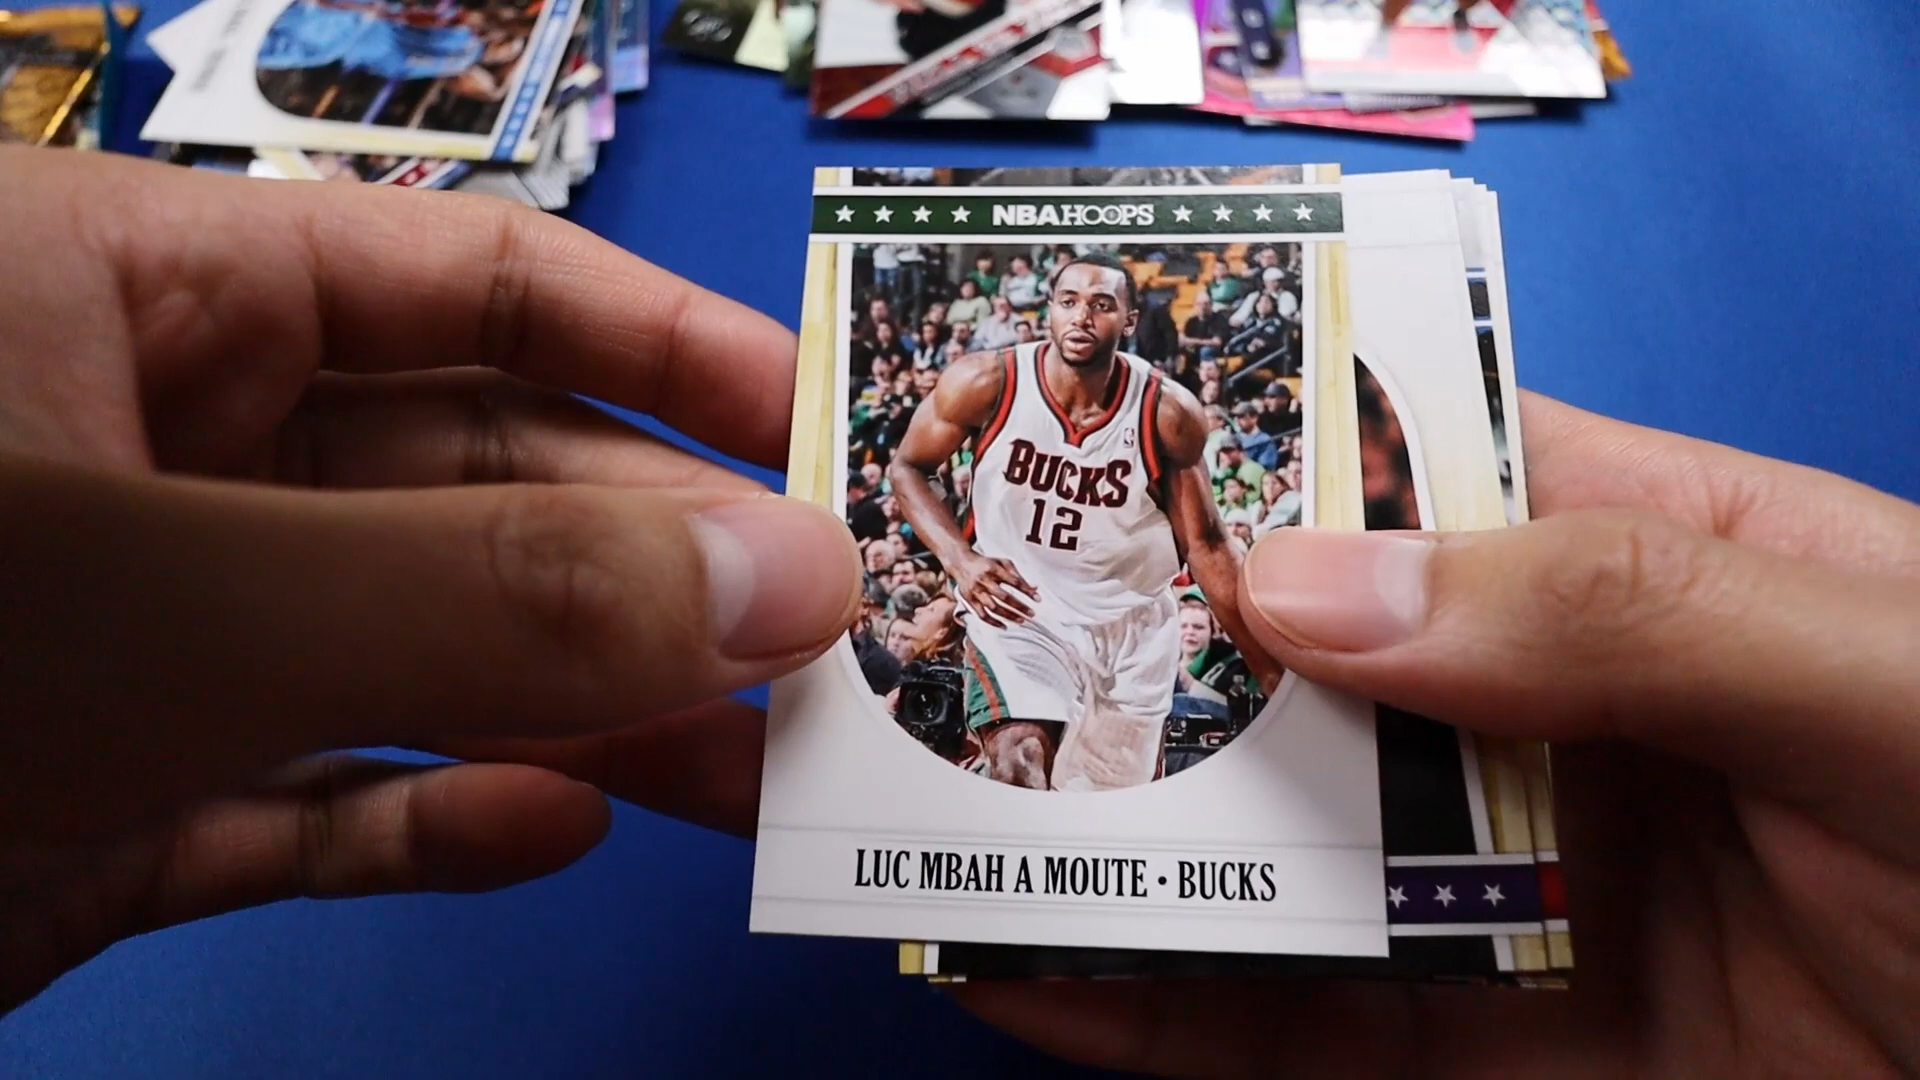 NBA HOOPS
BUCKS
12
LUC MBAH A MOUTE • BUCKS